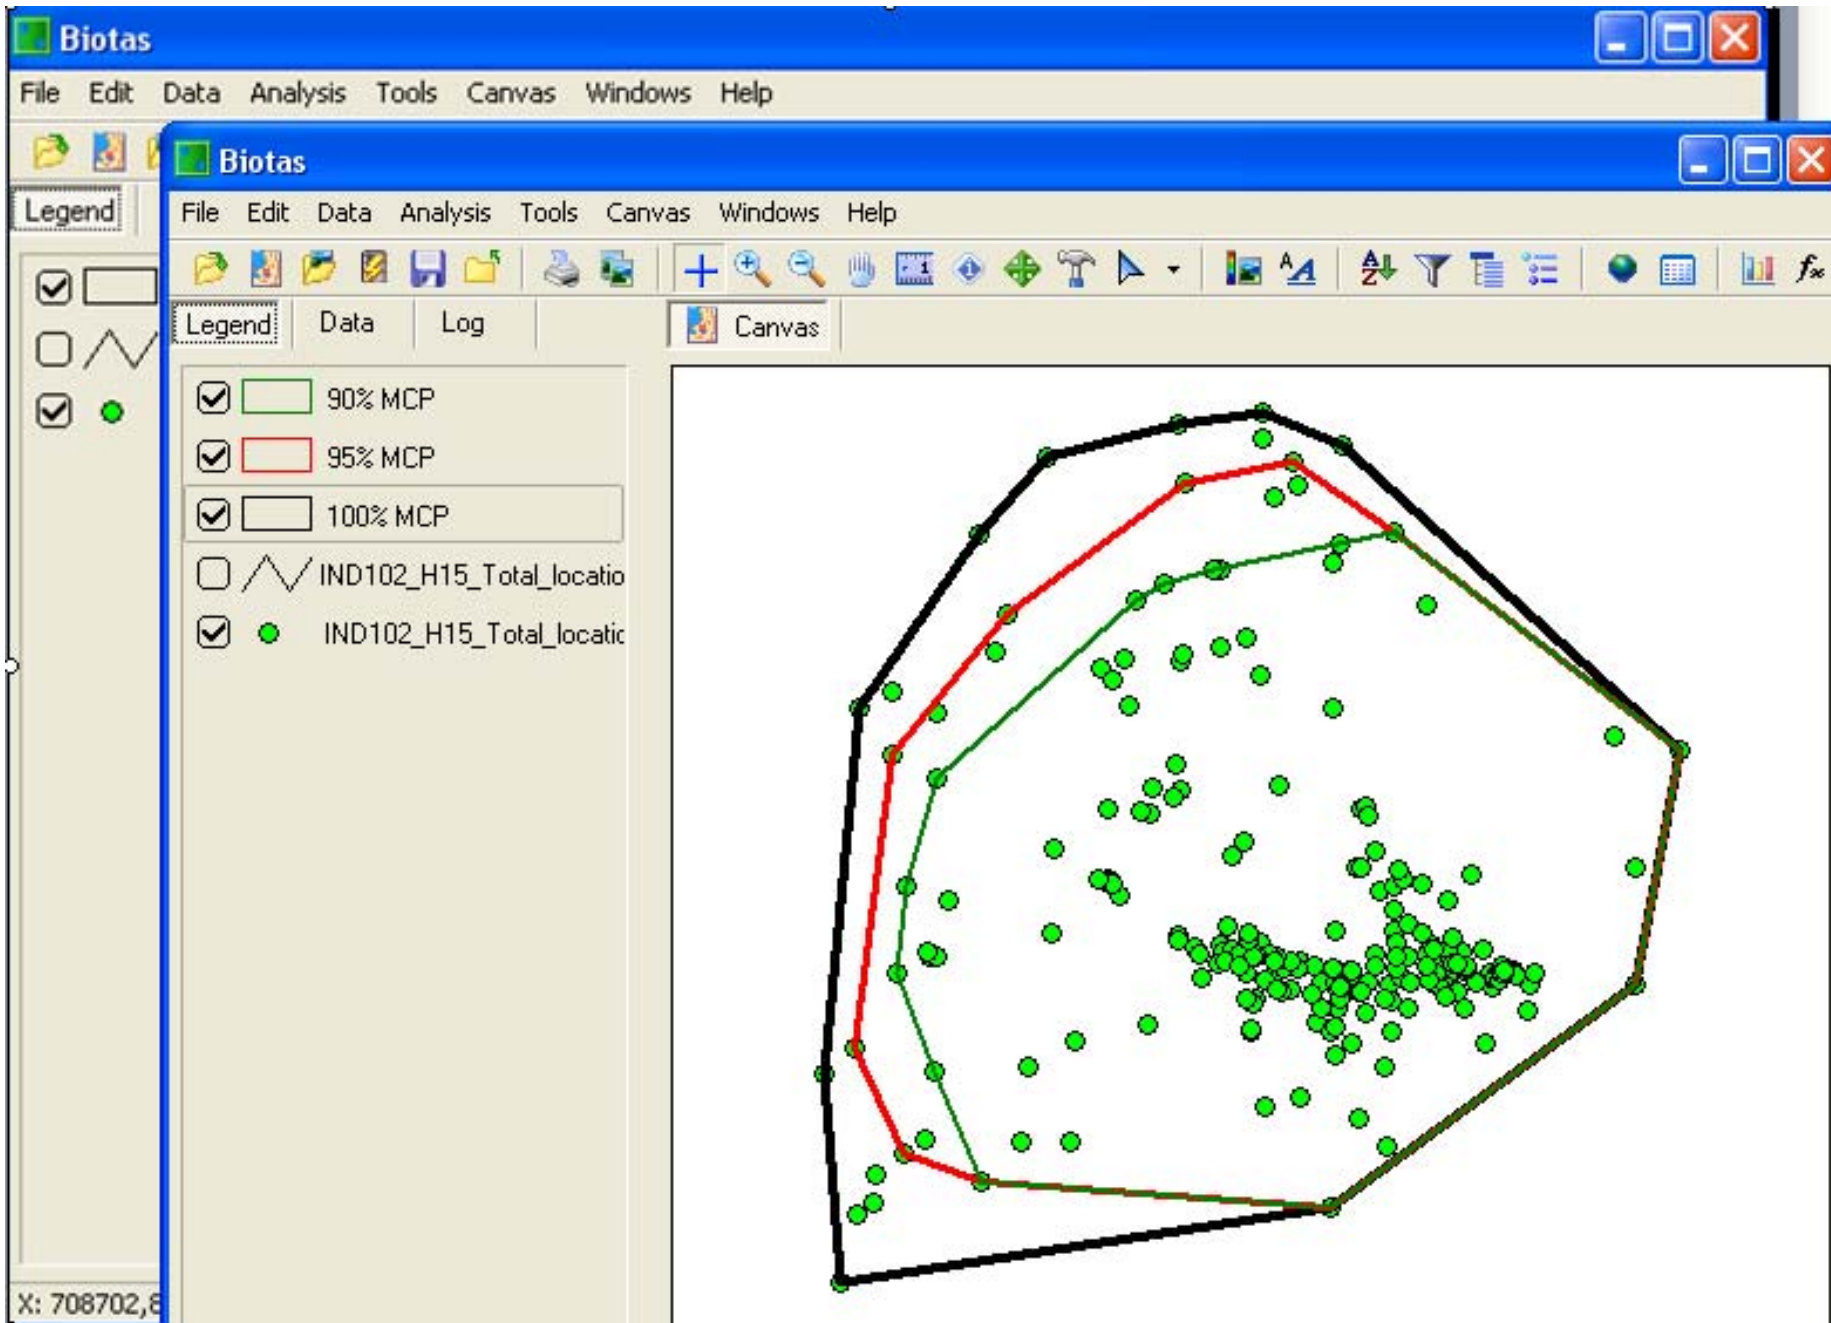 Biotas
File Edit Data Analysis Tools Canvas Windows Help
Legend
X: 708702,8
Biotas
File Edit Data Analysis Tools Canvas Windows Help
Legend Data Log
Canvas
90% MCP
95% MCP
100% MCP
IND102_H15_Total_locatio
IND102_H15_Total_locatic